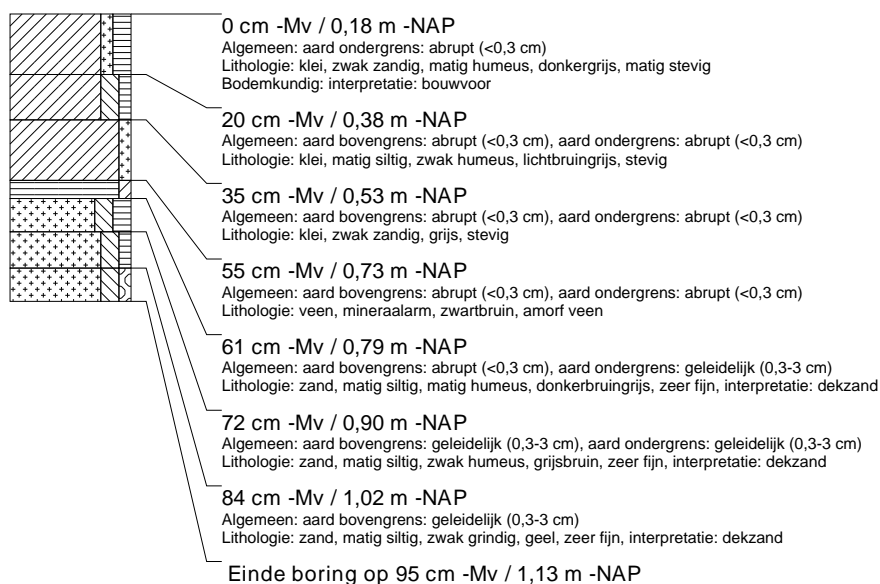 0 cm -Mv / 0,18 m -NAP
Algemeen: aard ondergrens: abrupt (<0,3 cm)
Lithologie: klei, zwak zandig, matig humeus, donkergrijs, matig stevig
Bodemkundig: interpretatie: bouwvoor
20 cm -Mv / 0,38 m -NAP
Algemeen: aard bovengrens: abrupt (<0,3 cm), aard ondergrens: abrupt (<0,3 cm)
Lithologie: klei, matig siltig, zwak humeus, lichtbruingrijs, stevig
35 cm -Mv / 0,53 m -NAP
Algemeen: aard bovengrens: abrupt (<0,3 cm), aard ondergrens: abrupt (<0,3 cm)
Lithologie: klei, zwak zandig, grijs, stevig
55 cm -Mv / 0,73 m -NAP
Algemeen: aard bovengrens: abrupt (<0,3 cm), aard ondergrens: abrupt (<0,3 cm)
Lithologie: veen, mineraalarm, zwartbruin, amorf veen
61 cm -Mv / 0,79 m -NAP
Algemeen: aard bovengrens: abrupt (<0,3 cm), aard ondergrens: geleidelijk (0,3-3 cm)
Lithologie: zand, matig siltig, matig humeus, donkerbruingrijs, zeer fijn, interpretatie: dekzand
72 cm -Mv / 0,90 m -NAP
Algemeen: aard bovengrens: geleidelijk (0,3-3 cm), aard ondergrens: geleidelijk (0,3-3 cm)
Lithologie: zand, matig siltig, zwak humeus, grijsbruin, zeer fijn, interpretatie: dekzand
84 cm -Mv / 1,02 m -NAP
Algemeen: aard bovengrens: geleidelijk (0,3-3 cm)
Lithologie: zand, matig siltig, zwak grindig, geel, zeer fijn, interpretatie: dekzand
Einde boring op 95 cm -Mv / 1,13 m -NAP